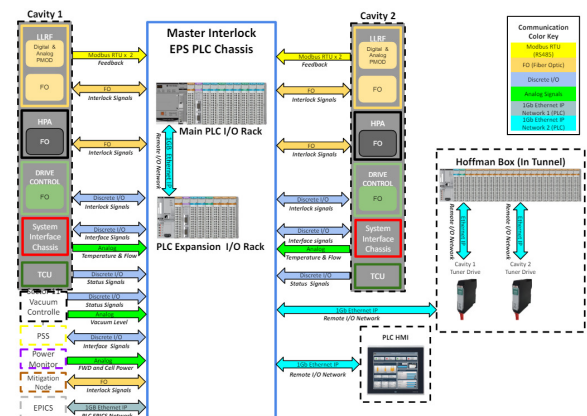 Cavity 1
LLRF
Digital &
Analog
PMOD
FO
HPA
FO
DRIVE
CONTROL
FO
System
Interface
Chassis
TCU
Vacuum
Controlle
PSS
Power
Monitor
Mitigation
Node
EPICS
Modbus RTU x 2
Feedback
FO
Interlock Signals
FO
Interlock Signals
Discrete I/O
Interlock Signals
Discrete I/O
Interface Signals
Analog
Temperature & Flow
Discrete I/O
Status Signals
Discrete I/O
Status Signals
Analog
Vacuum Level
Discrete I/O
Interface Signals
Analog
FWD and Cell Power
FO
Interlock Signals
1GB Ethernet IP
PLC EPICS Network
Master Interlock
EPS PLC Chassis
Main PLC I/O Rack
Remote I/O Network
1GB Ethernet IP
PLC Expansion I/O Rack
Cavity 2
Modbus RTU x 2
Feedback
FO
Interlock Signals
FO
Interlock Signals
Discrete I/O
Interlock Signals
Discrete I/O
Interface signals
Analog
Temperature & Flow
Discrete I/O
Status Signals
LLRF
Digital &
Analog
PMOD
FO
HPA
FO
DRIVE
CONTROL
FO
System
Interface
Chassis
TCU
1Gb Ethernet IP
Remote I/O Network
1Gb Ethernet IP
Remote I/O Network
PLC HMI
Communication
Color Key
Modbus RTU
(RS485)
FO (Fiber Optic)
Discrete I/O
Analog Signals
1Gb Ethernet IP
Network 1 (PLC)
1Gb Ethernet IP
Network 2 (PLC)
Hoffman Box (In Tunnel)
Remote I/O Network
Ethernet IP
Remote I/O Network
Ethernet IP
Cavity 1
Tuner Drive
Cavity 2
Tuner Drive